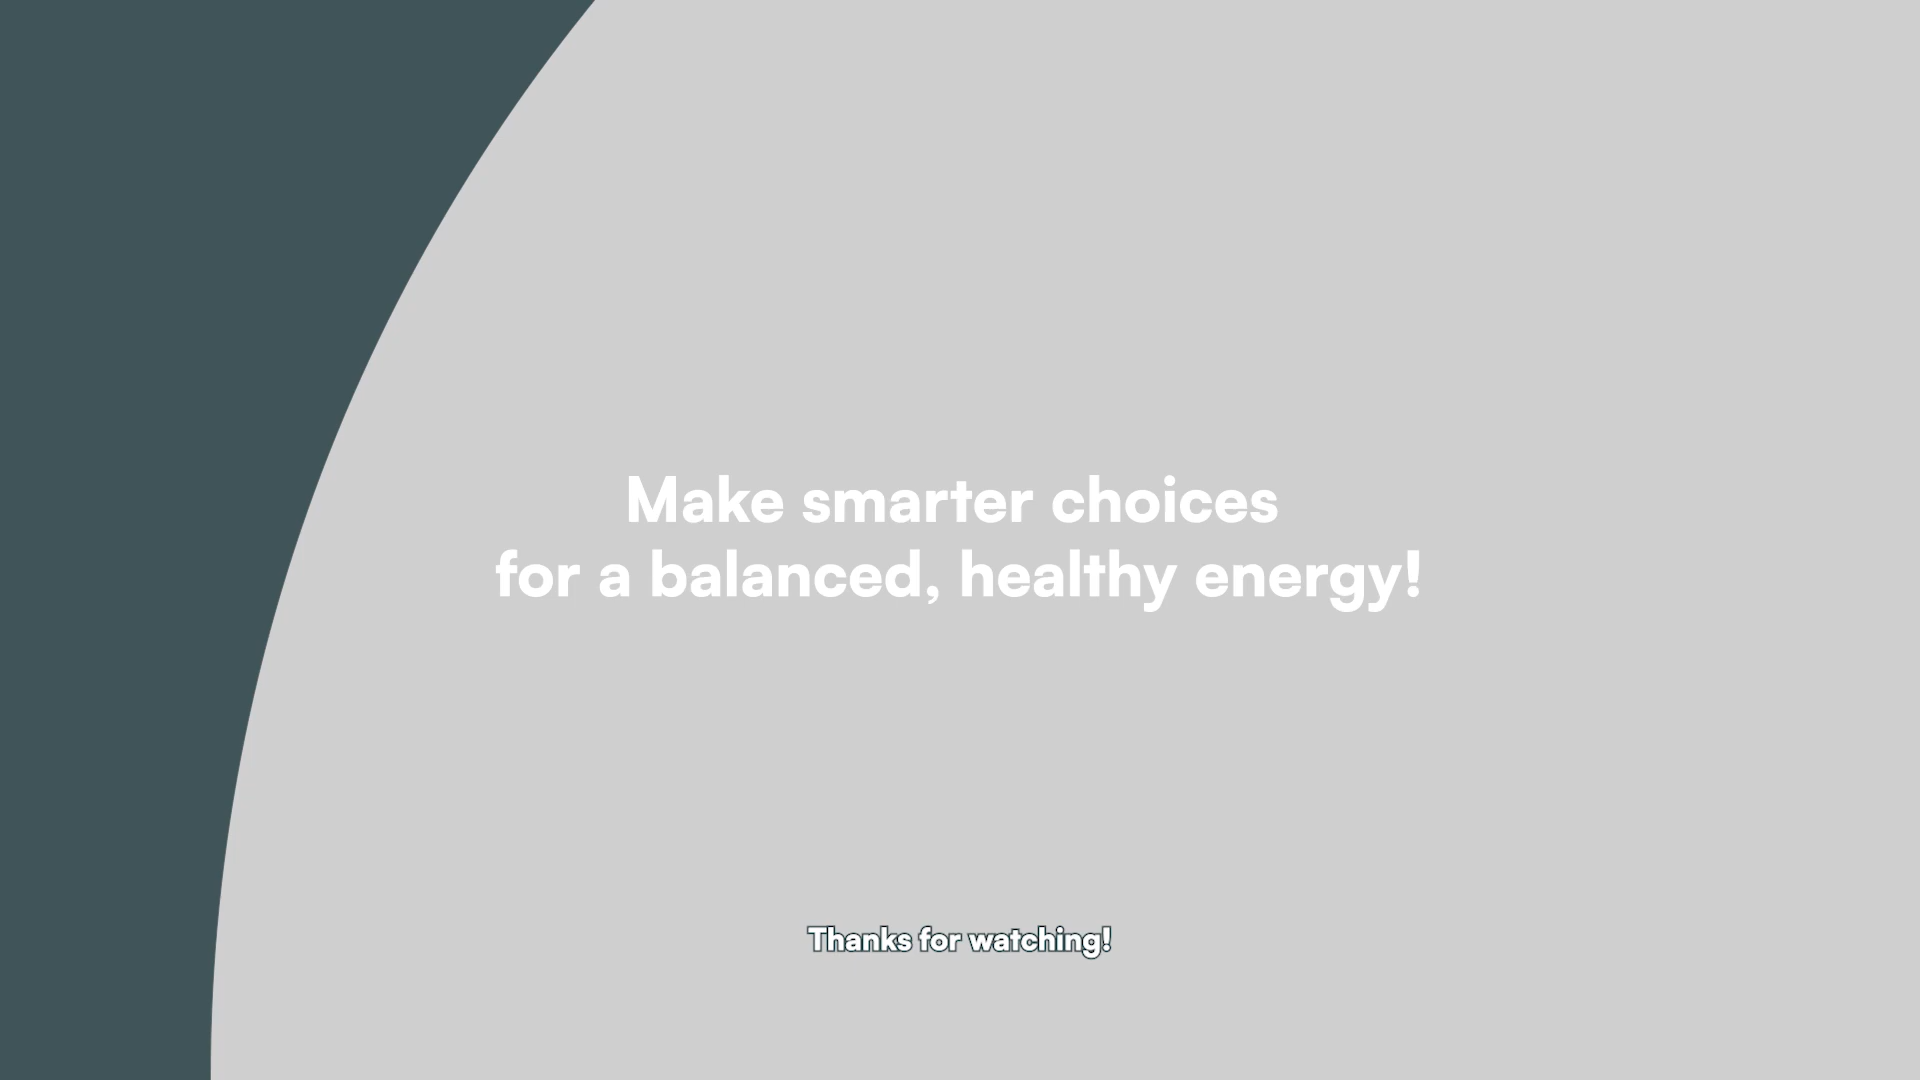 Make smarter choices
for a balanced, healthy energy!
Thanks for watching!